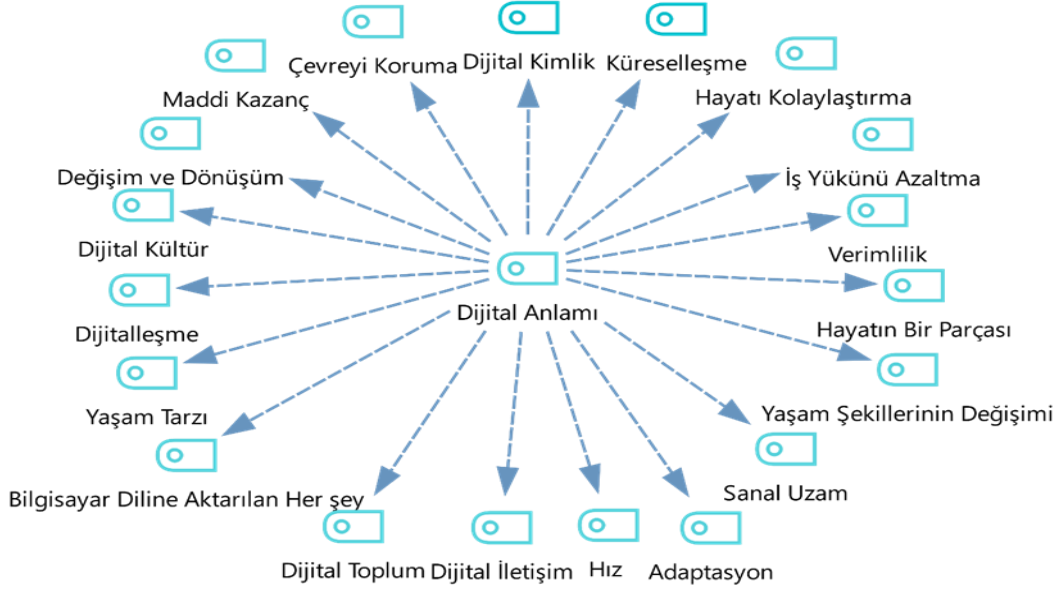 Çevreyi Koruma
Dijital Kimlik
Küreselleşme
Maddi Kazanç
Hayatı Kolaylaştırma
Değişim ve Dönüşüm
İş Yükünü Azaltma
Dijital Kültür
Verimlilik
Dijital Anlamı
Dijitalleşme
Hayatın Bir Parçası
Yaşam Tarzı
Yaşam Şekillerinin Değişimi
Bilgisayar Diline Aktarılan Her şey
Sanal Uzam
Dijital Toplum
Dijital İletişim
Hız
Adaptasyon